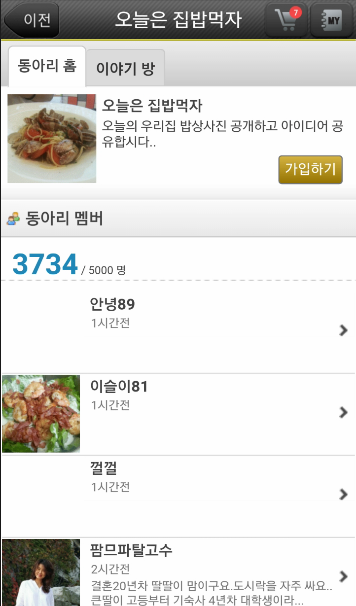 이전
오늘은 집밥먹자
7
MY
동아리 홈
이야기 방
오늘은 집밥먹자
오늘의 우리집 밥상사진 공개하고 아이디어 공
유합시다..
가입하기
동아리 멤버
3734 / 5000 명
안녕89
1시간전
이슬이81
1시간전
껄껄
1시간전
팜므파탈고수
2시간전
결혼20년차 딸딸이 맘이구요.도시락을 자주 싸요..
큰딸이 고등부터 기숙사 4년차 대학생이라...